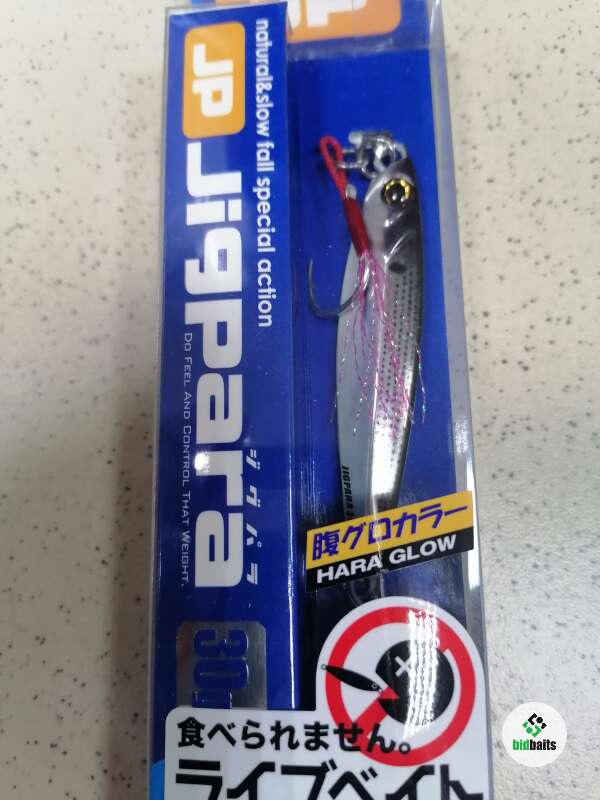 JP
Jigpara
natural&slow fall special action
DO FEEL AND CONTROL THAT WEIGHT.
ジグパラ
30
腹グロカラー
HARA GLOW
食べられません。
ライブベイト
bidbaits